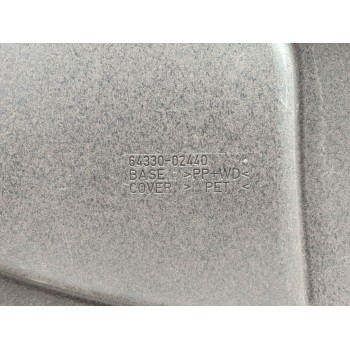 64330-02440
BASE >PP+WD<
COVER > PET <